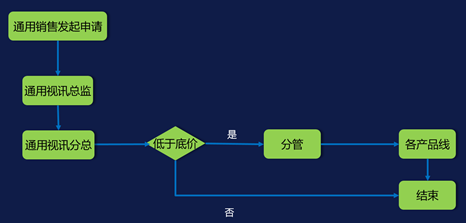 通用销售发起申请
通用视讯总监
通用视讯分总
低于底价
是
分管
各产品线
结束
否